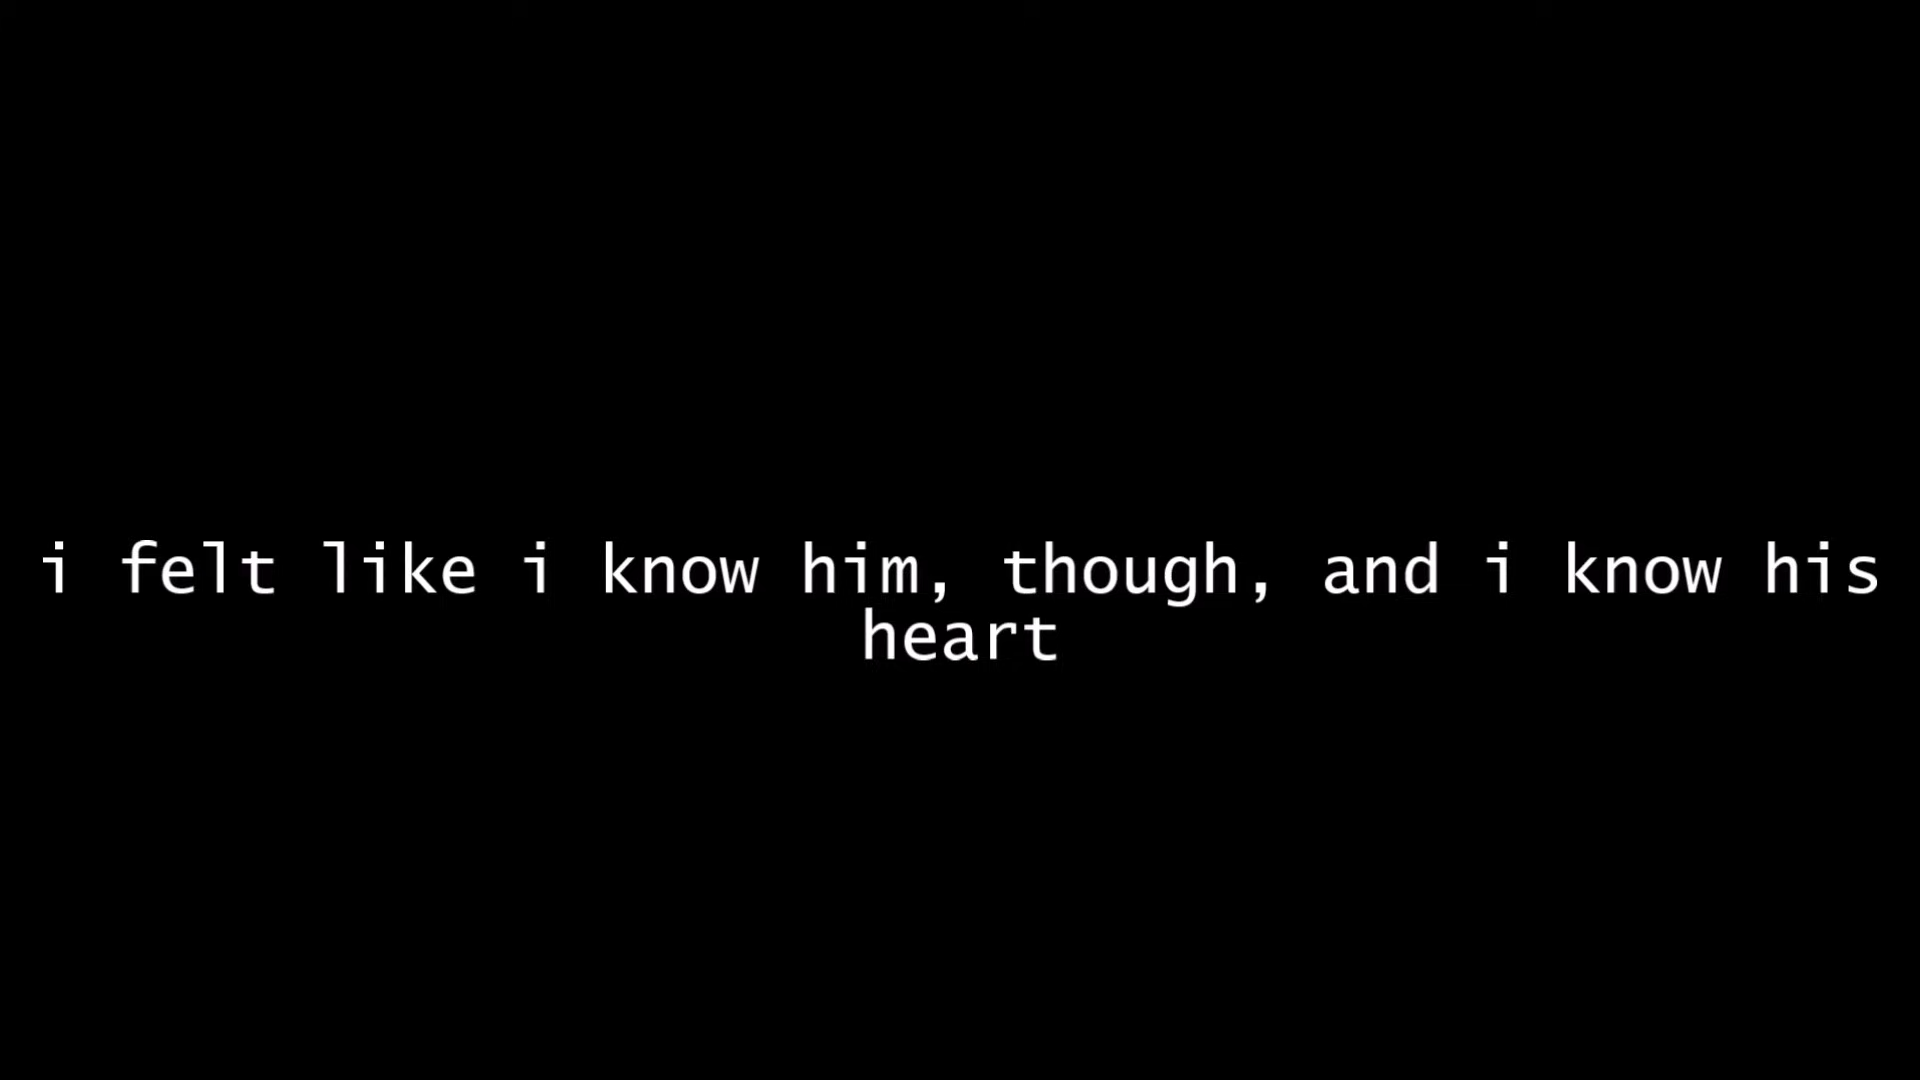 i felt like i know him, though, and i know his
heart